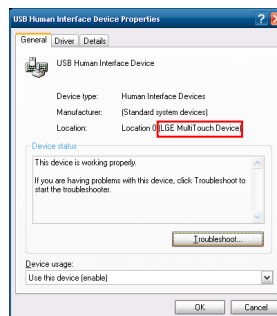 USB Human Interface Device Properties
General Driver Details
USB Human Interface Device
Device type: Human Interface Devices
Manufacturer: (Standard system devices)
Location: Location 0 (LGE MultiTouch Device)
Device status
This device is working properly.
If you are having problems with this device, click Troubleshoot to
start the troubleshooter.
Troubleshoot...
Device usage:
Use this device (enable)
OK Cancel